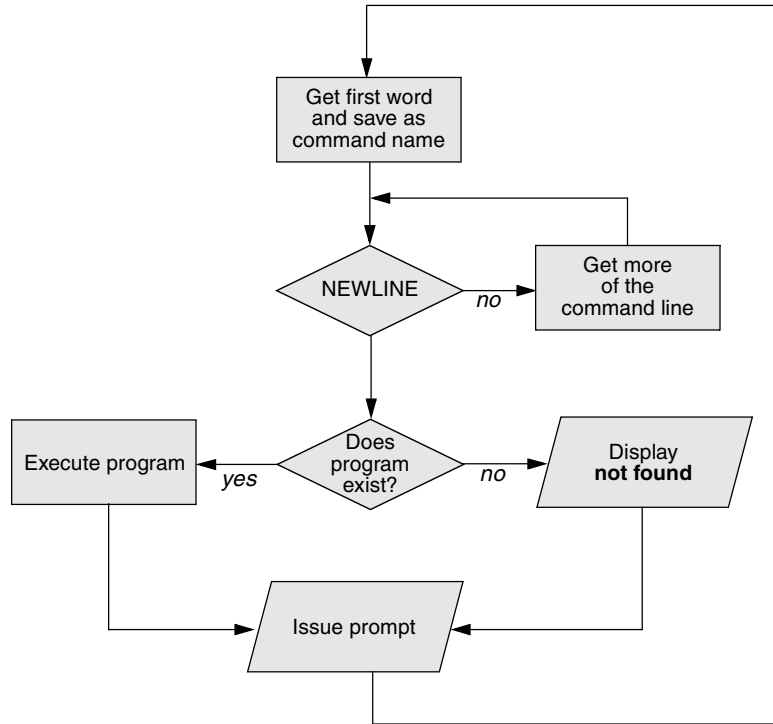 Get first word
and save as
command name
NEWLINE
no
Get more
of the
command line
Execute program
yes
Does
program
exist?
no
Display
not found
Issue prompt